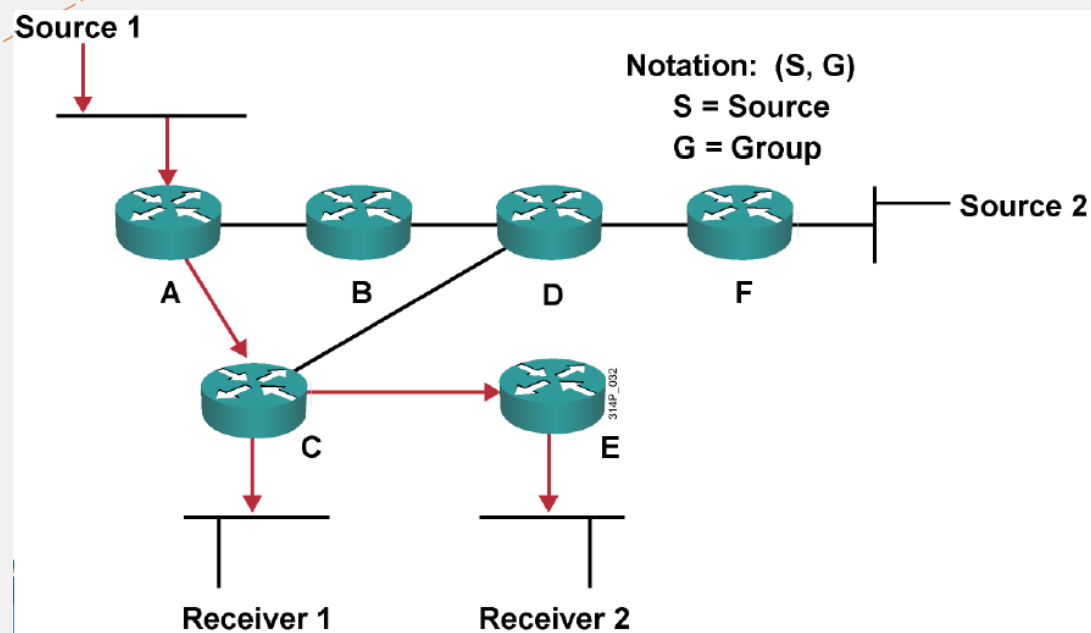 Source 1
Notation: (S, G)
S = Source
G = Group
Source 2
A
B
D
F
314P_032
C
E
Receiver 1
Receiver 2